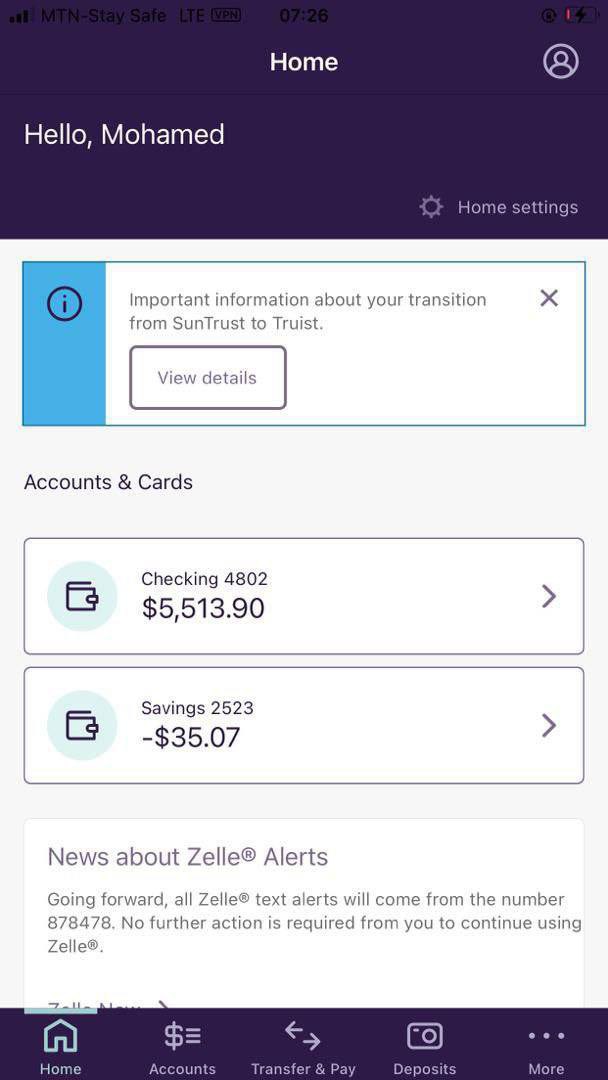 MTN-Stay Safe LTE VPN 07:26
Home
Hello, Mohamed
Home settings
Important information about your transition
from SunTrust to Truist.
View details
Accounts & Cards
Checking 4802
$5,513.90
Savings 2523
-$35.07
News about Zelle® Alerts
Going forward, all Zelle® text alerts will come from the number
878478. No further action is required from you to continue using
Zelle®.
Zelle Now
Home Accounts Transfer & Pay Deposits More